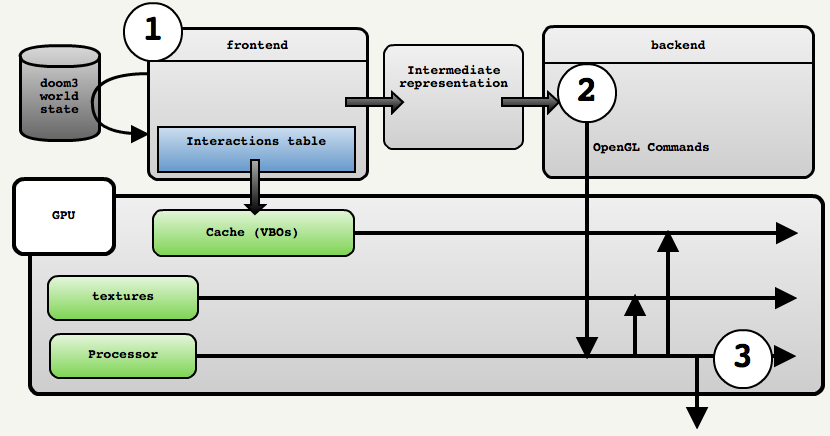 1
frontend
backend
doom3
world
state
Intermediate
representation
2
Interactions table
OpenGL Commands
GPU
Cache (VBOs)
textures
Processor
3